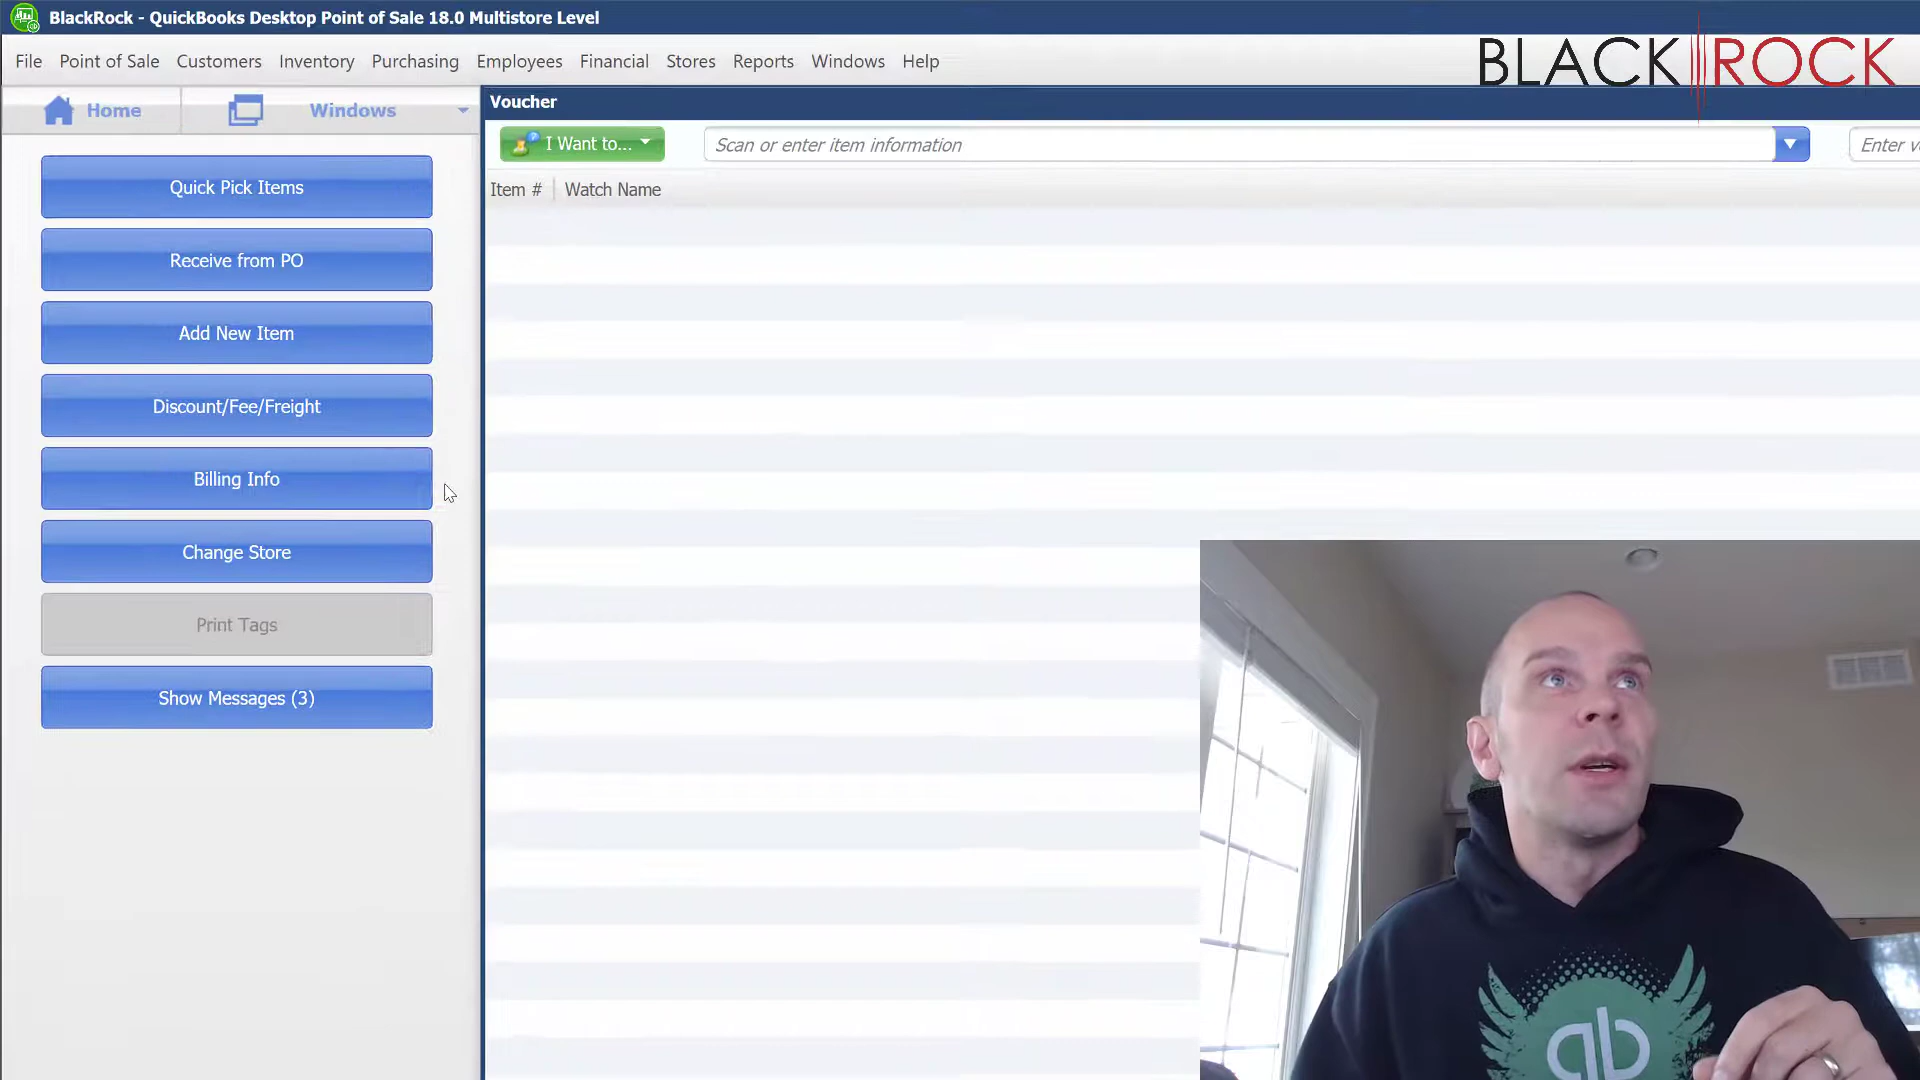 BlackRock - QuickBooks Desktop Point of Sale 18.0 Multistore Level
File Point of Sale Customers Inventory Purchasing Employees Financial Stores Reports Windows Help
BLACK ROCK
Home Windows
Voucher
I Want to... Scan or enter item information Enter
Item # Watch Name
Quick Pick Items
Receive from PO
Add New Item
Discount/Fee/Freight
Billing Info
Change Store
Print Tags
Show Messages (3)
qb